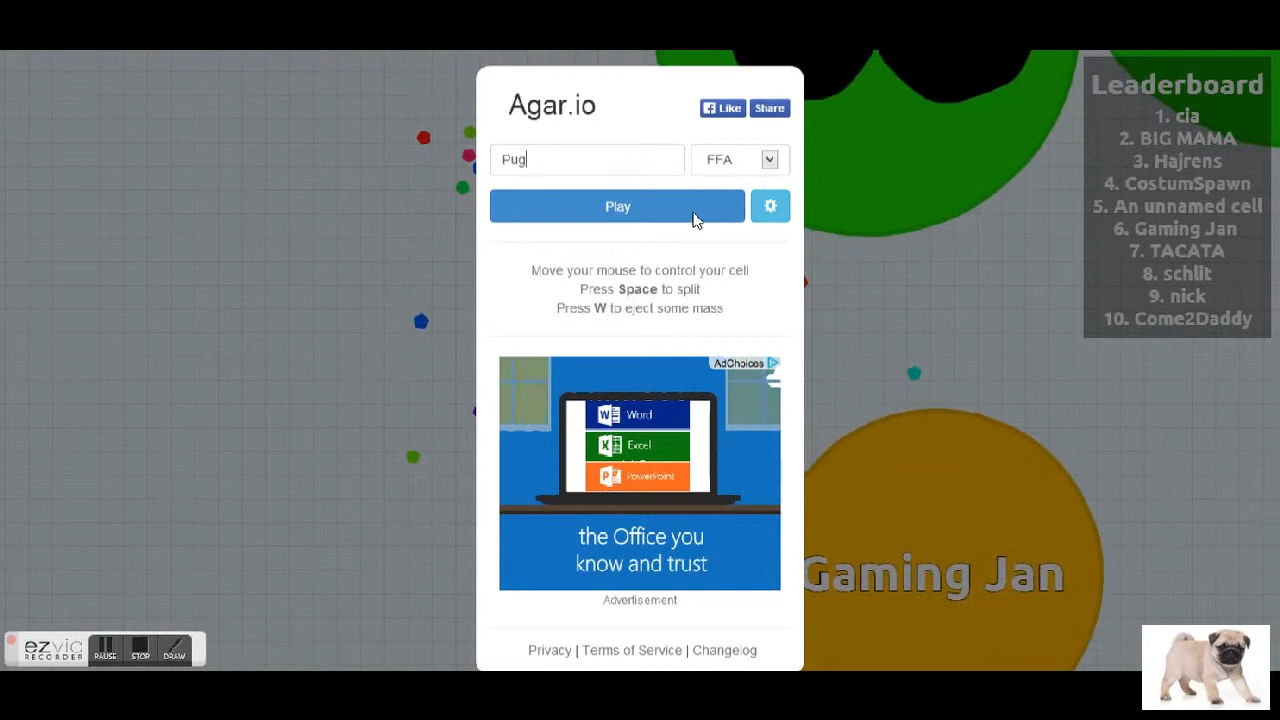 Agar.io
Like
Share
Pug
FFA
Play
Move your mouse to control your cell
Press Space to split
Press W to eject some mass
AdChoices
W Word
X Excel
P PowerPoint
the Office you
know and trust
Advertisement
Privacy | Terms of Service | Changelog
Leaderboard
1. cla
2. BIG MAMA
3. Hajrens
4. CostumSpawn
5. An unnamed cell
6. Gaming Jan
7. TACATA
8. schlit
9. nick
10. Come2Daddy
Gaming Jan
ezvid
RECORDER
PAUSE
STOP
DRAW